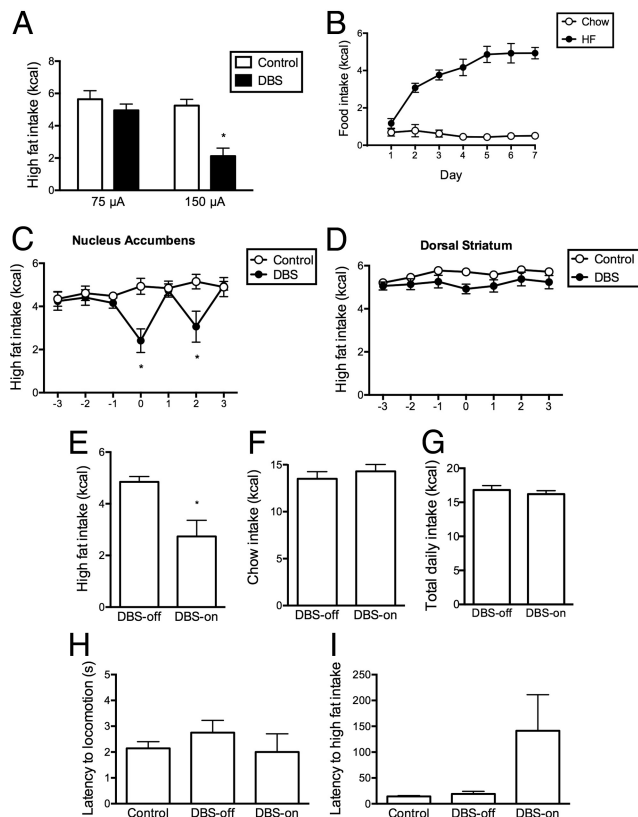 A
Control
DBS
High fat intake (kcal)
8
6
4
2
0
*
75 µA
150 µA
B
Chow
HF
Food intake (kcal)
6
4
2
0
1
2
3
4
5
6
7
Day
C
Nucleus Accumbens
Control
DBS
High fat intake (kcal)
6
4
2
0
*
*
-3
-2
-1
0
1
2
3
D
Dorsal Striatum
Control
DBS
High fat intake (kcal)
6
4
2
0
-3
-2
-1
0
1
2
3
E
High fat intake (kcal)
6
4
2
0
*
DBS-off
DBS-on
F
Chow intake (kcal)
15
10
5
0
DBS-off
DBS-on
G
Total daily intake (kcal)
20
15
10
5
0
DBS-off
DBS-on
H
Latency to locomotion (s)
5
4
3
2
1
0
Control
DBS-off
DBS-on
I
Latency to high fat intake
250
200
150
100
50
0
Control
DBS-off
DBS-on